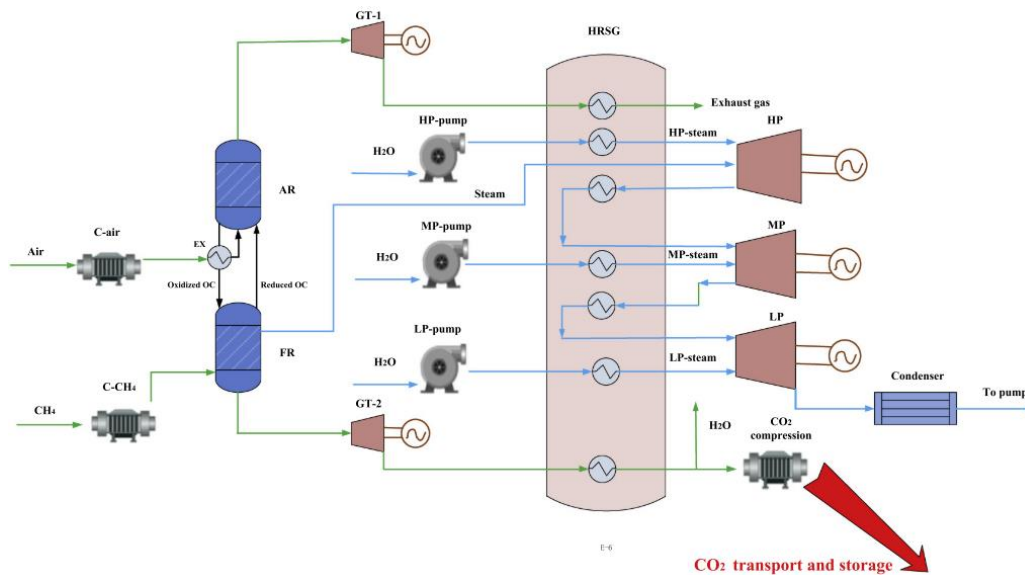 GT-1
HRSG
Exhaust gas
HP-pump
HP-steam
HP
H2O
AR
Steam
C-air
EX
MP-pump
MP
Air
H2O
MP-steam
Oxidized OC
Reduced OC
LP-pump
LP
H2O
LP-steam
FR
C-CH4
Condenser
GT-2
To pump
CH4
H2O
CO2
compression
E-6
CO2 transport and storage